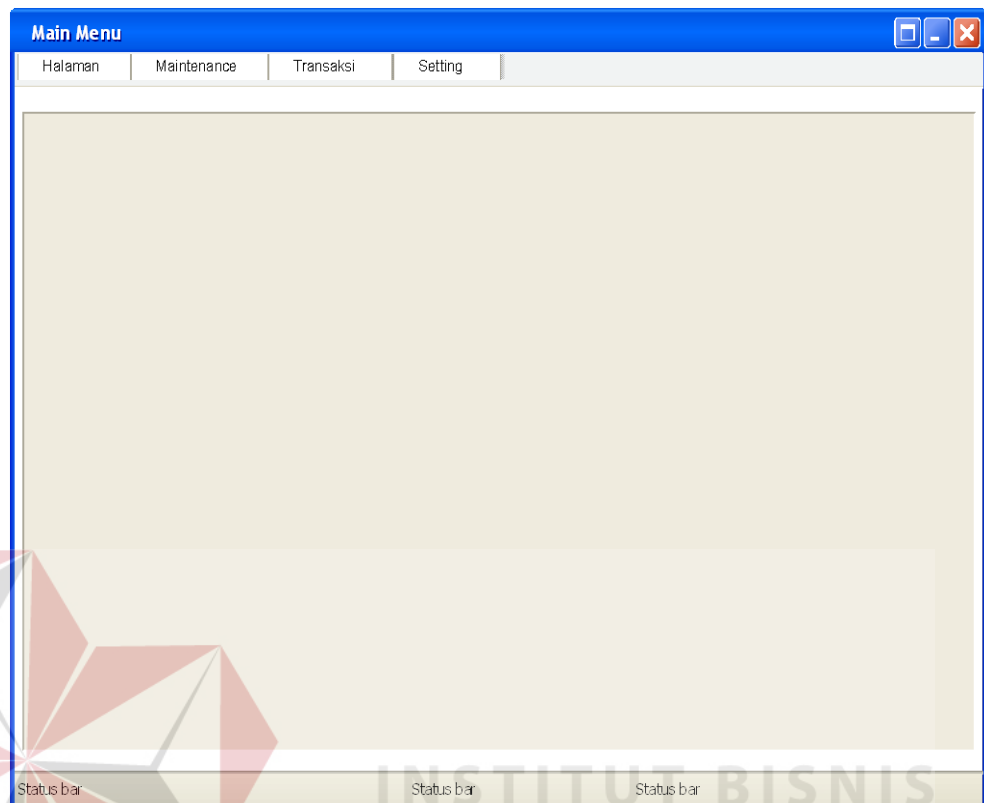 Main Menu
Halaman Maintenance Transaksi Setting
INSTITUT BISNIS
Status bar Status bar Status bar